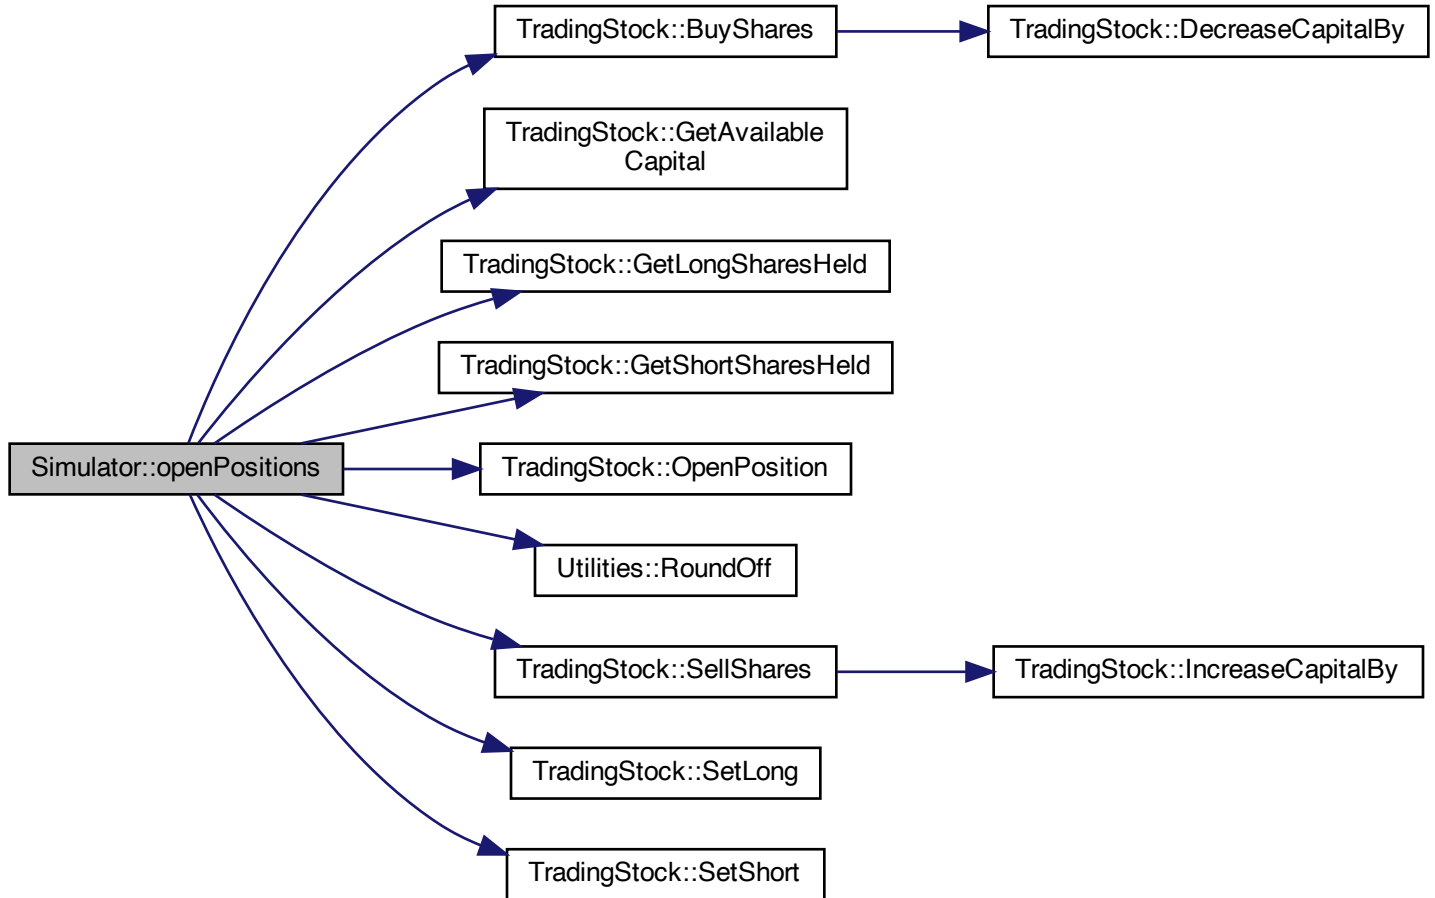 TradingStock::BuyShares
TradingStock::DecreaseCapitalBy
TradingStock::GetAvailable
Capital
TradingStock::GetLongSharesHeld
TradingStock::GetShortSharesHeld
Simulator::openPositions
TradingStock::OpenPosition
Utilities::RoundOff
TradingStock::SellShares
TradingStock::IncreaseCapitalBy
TradingStock::SetLong
TradingStock::SetShort